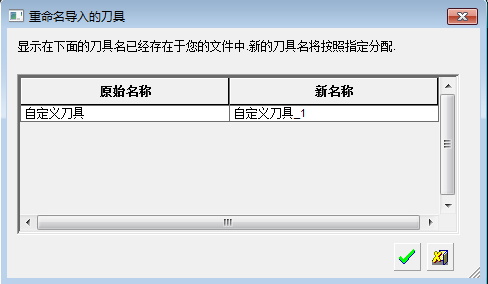 重命名导入的刀具
显示在下面的刀具名已经存在于您的文件中.新的刀具名将按照指定分配.
原始名称 新名称
自定义刀具 自定义刀具_1